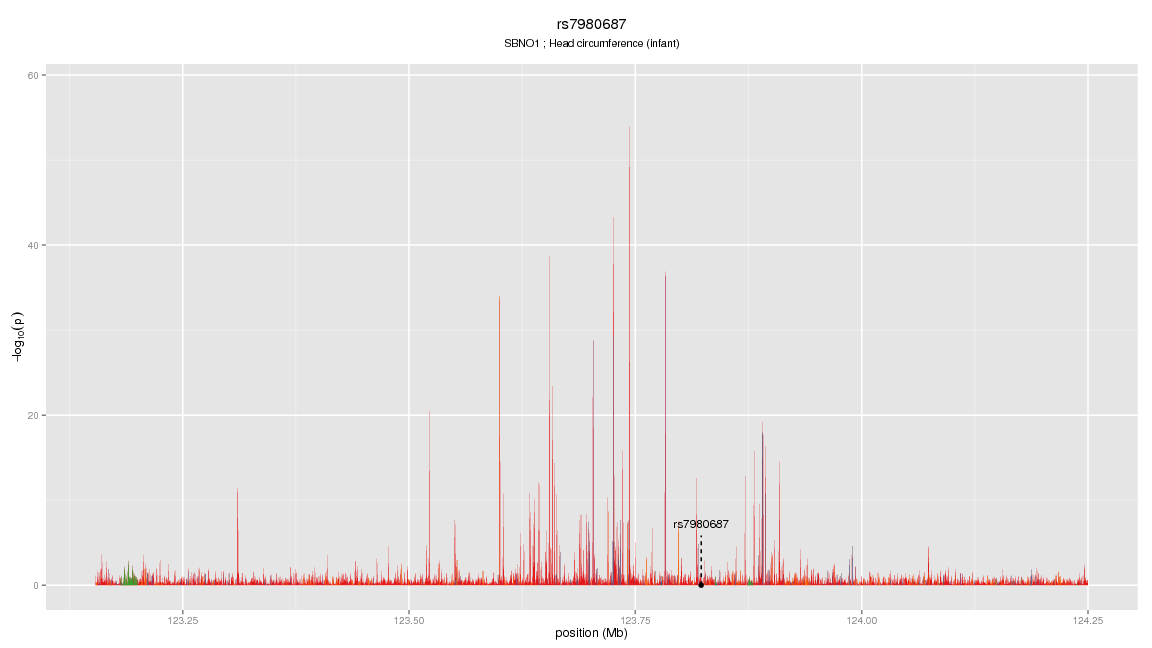 rs7980687
SBNO1 ; Head circumference (infant)
60
40
20
0
−log10(p)
rs7980687
123.25
123.50
123.75
124.00
124.25
position (Mb)